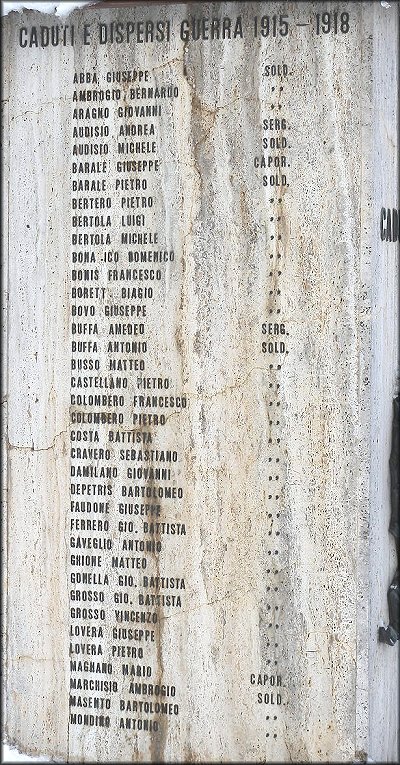 CADUTI E DISPERSI GUERRA 1915 - 1918
ABBA GIUSEPPE SOLD.
AMBROGIO BERNARDO "
ARAGNO GIOVANNI "
AUDISIO ANDREA SERG.
AUDISIO MICHELE SOLD.
BARALE GIUSEPPE CAPOR.
BARALE PIETRO SOLD.
BERTERO PIETRO "
BERTOLA LUIGI "
BERTOLA MICHELE "
BONA ICO DOMENICO "
BONIS FRANCESCO "
BORETT BIAGIO "
BOVO GIUSEPPE "
BUFFA AMEDEO SERG.
BUFFA ANTONIO SOLD.
BUSSO MATTEO "
CASTELLANO PIETRO "
COLOMBERO FRANCESCO "
COLOMBERO PIETRO "
COSTA BATTISTA "
CRAVERO SEBASTIANO "
DAMILANO GIOVANNI "
DEPETRIS BARTOLOMEO "
FAUDONE GIUSEPPE "
FERRERO GIO. BATTISTA "
GAVEGLIO ANTONIO "
GHIONE MATTEO "
GONELLA GIO. BATTISTA "
GROSSO GIO. BATTISTA "
GROSSO VINCENZO "
LOVERA GIUSEPPE "
LOVERA PIETRO "
MAGNANO MARIO CAPOR.
MARCHISIO AMBROGIO SOLD.
MASENTO BARTOLOMEO "
MONDINO ANTONIO "
CAD